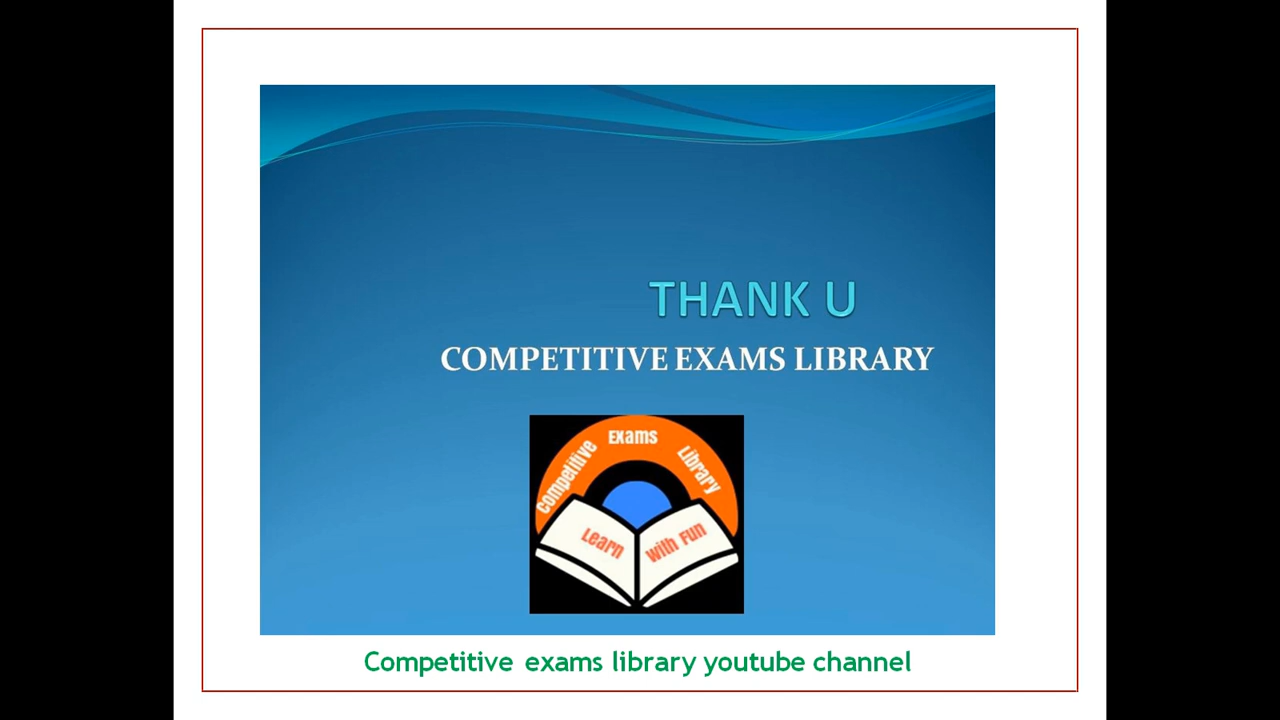 THANK U
COMPETITIVE EXAMS LIBRARY
Competitive Exams Library
Learn With Fun
Competitive exams library youtube channel